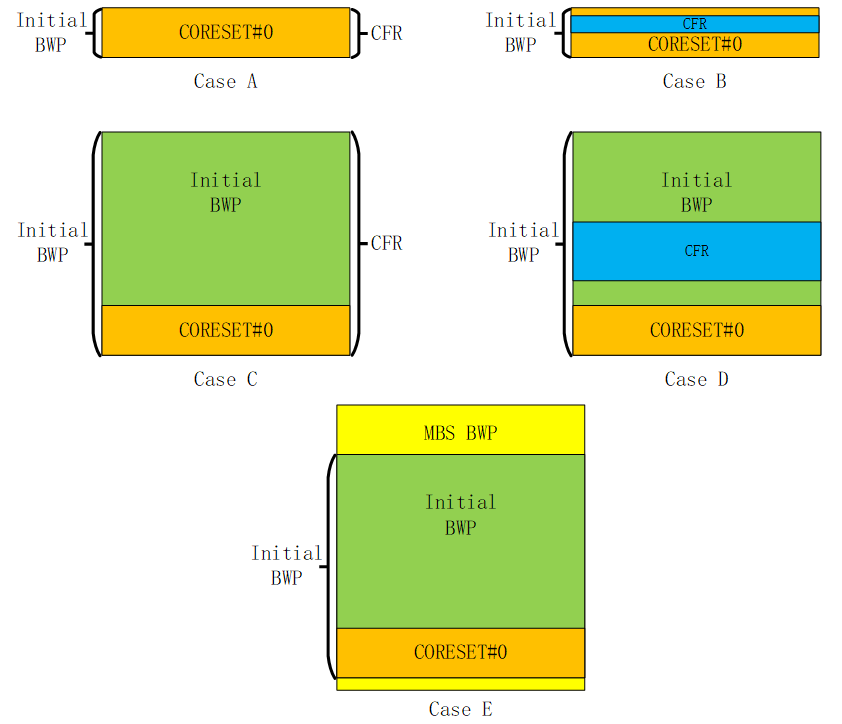 Initial
BWP
CORESET#0
CFR
Case A
Initial
BWP
CFR
CORESET#0
Case B
Initial
BWP
Initial
BWP
CORESET#0
CFR
Case C
Initial
BWP
Initial
BWP
CFR
CORESET#0
Case D
MBS BWP
Initial
BWP
Initial
BWP
CORESET#0
Case E